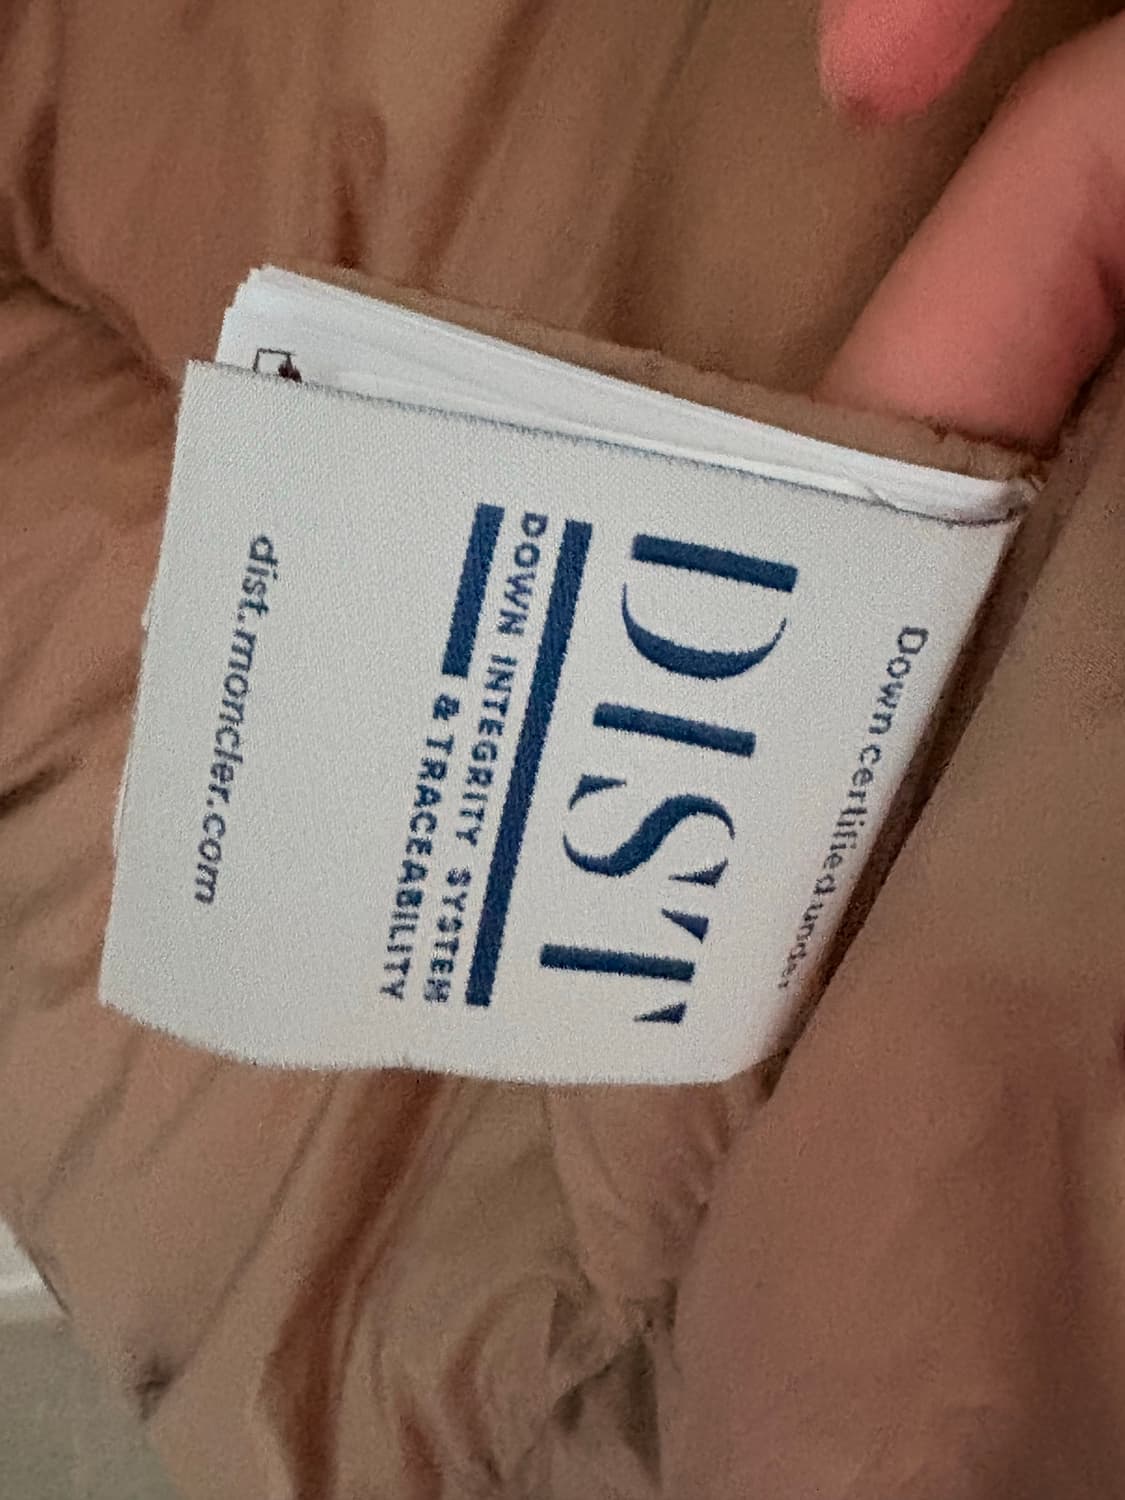 Down certified under
DIST
DOWN INTEGRITY SYSTEM
& TRACEABILITY
dist.moncler.com